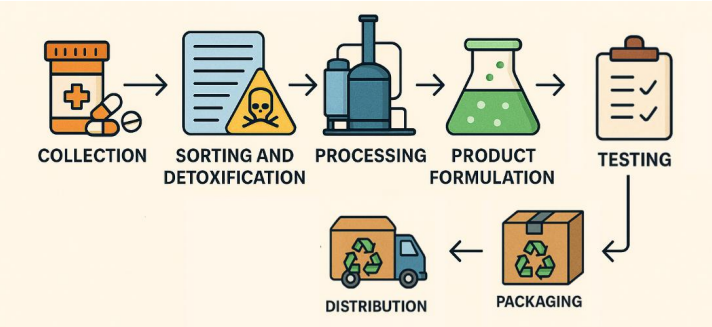 COLLECTION
SORTING AND
DETOXIFICATION
PROCESSING
PRODUCT
FORMULATION
TESTING
DISTRIBUTION
PACKAGING